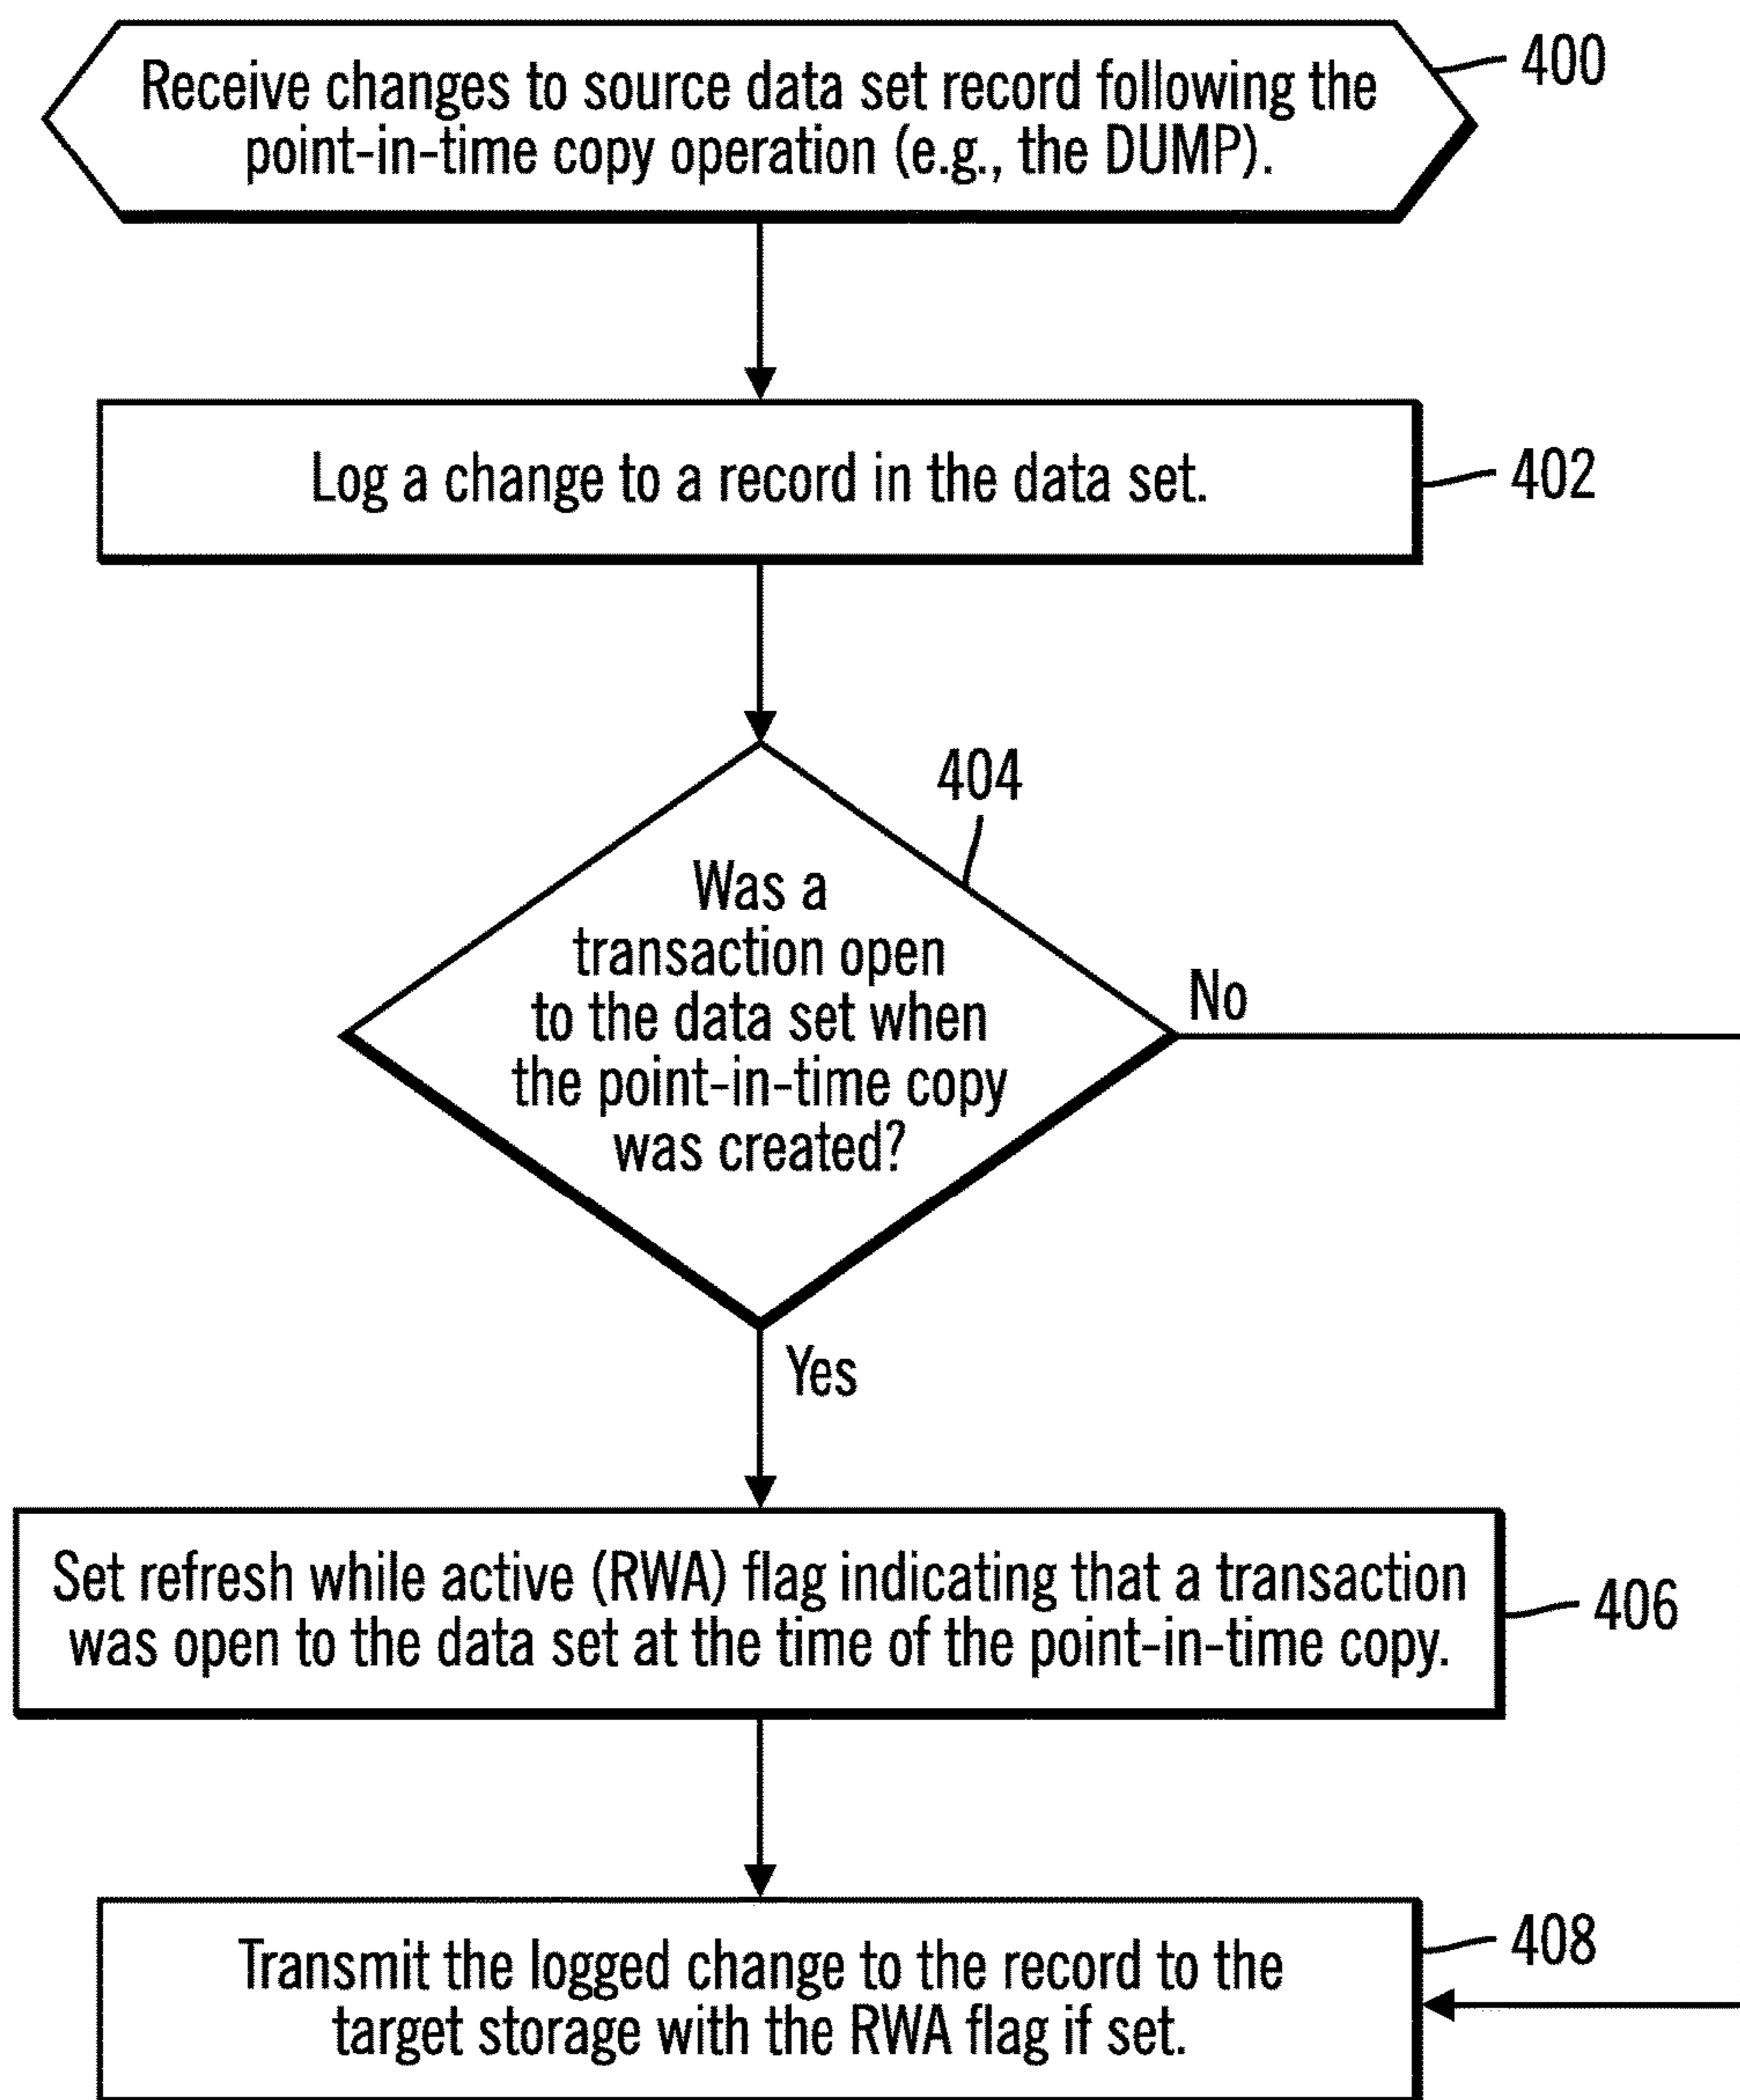 Receive changes to source data set record following the
point-in-time copy operation (e.g., the DUMP).
400
Log a change to a record in the data set.
402
404
Was a
transaction open
to the data set when
the point-in-time copy
was created?
No
Yes
Set refresh while active (RWA) flag indicating that a transaction
was open to the data set at the time of the point-in-time copy.
406
Transmit the logged change to the record to the
target storage with the RWA flag if set.
408